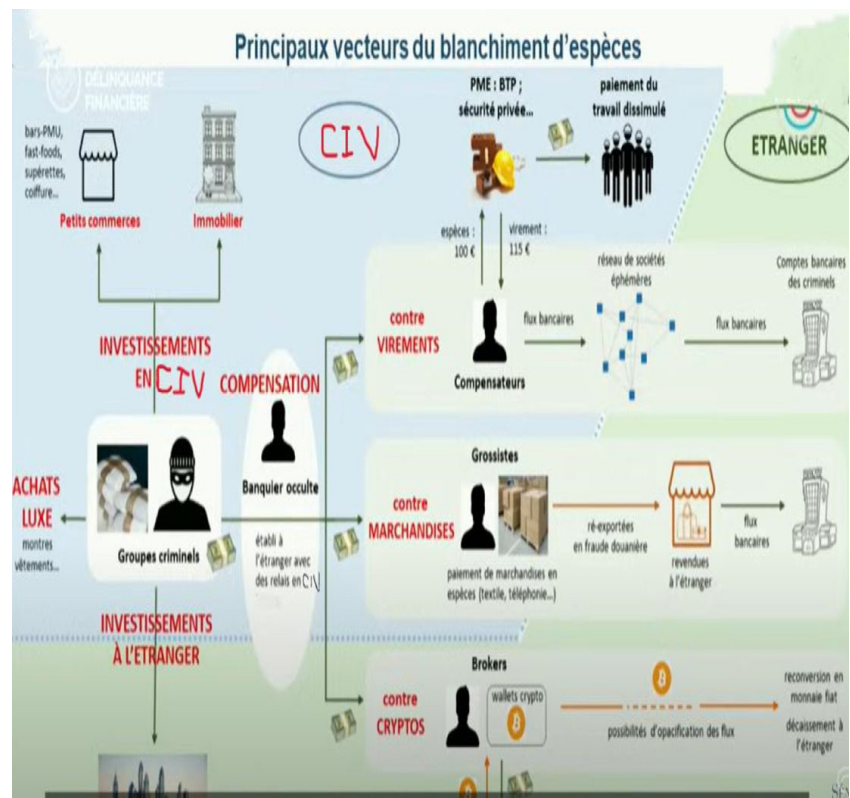 Principaux vecteurs du blanchiment d'espèces
DÉLINQUANCE
FINANCIÈRE
bars-PMU,
fast-foods,
supérettes,
coiffure...
Petits commerces
Immobilier
CIV
PME : BTP ;
sécurité privée...
paiement du
travail dissimulé
ETRANGER
espèces :
100 €
virement :
115 €
INVESTISSEMENTS
EN CIV
COMPENSATION
Banquier occulte
établi à
l'étranger avec
des relais en CIV
contre
VIREMENTS
Compensateurs
flux bancaires
réseau de sociétés
éphémères
flux bancaires
Comptes bancaires
des criminels
ACHATS
LUXE
montres
vêtements...
Groupes criminels
contre
MARCHANDISES
Grossistes
paiement de marchandises en
espèces (textile, téléphonie...)
ré-exportées
en fraude douanière
revendues
à l'étranger
flux
bancaires
INVESTISSEMENTS
À L'ETRANGER
contre
CRYPTOS
Brokers
wallets crypto
possibilités d'opacification des flux
reconversion en
monnaie fiat
décaissement à
l'étranger